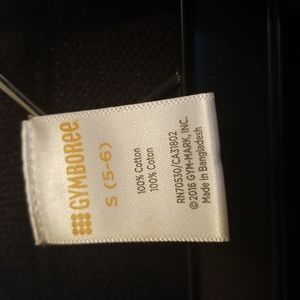 GYMBOREE
S (5-6)
100% Cotton
100% Coton
RN70530/CA31802
©2016 GYM-MARK, INC.
Made in Bangladesh